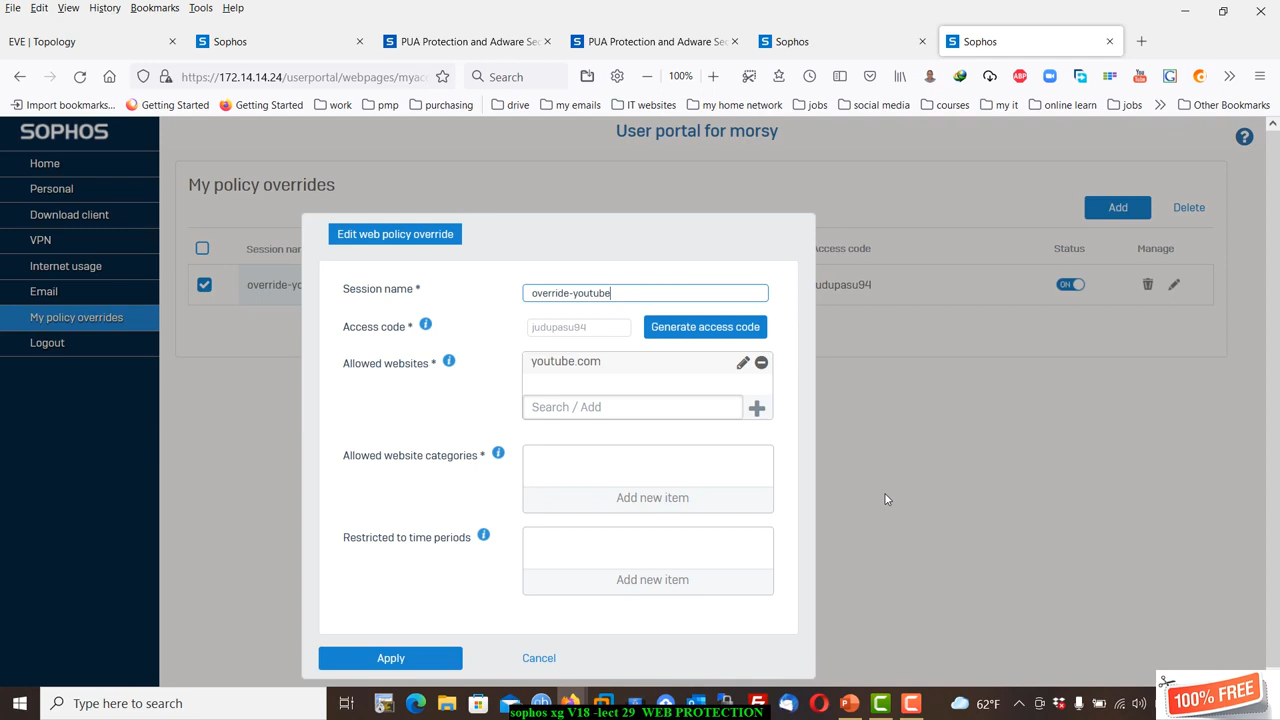 File Edit View History Bookmarks Tools Help
EVE | Topology
Sophos
PUA Protection and Adware Sec
PUA Protection and Adware Sec
Sophos
Sophos
https://172.14.14.24/userportal/webpages/myacc
Search
100%
Import bookmarks...
Getting Started
Getting Started
work
pmp
purchasing
drive
my emails
IT websites
my home network
jobs
social media
courses
my it
online learn
jobs
Other Bookmarks
SOPHOS
User portal for morsy
Home
Personal
Download client
VPN
Internet usage
Email
My policy overrides
Logout
My policy overrides
Add
Delete
Session nam
Access code
Status
Manage
override-yo
judupasu94
ON
Edit web policy override
Session name *
override-youtube
Access code *
judupasu94
Generate access code
Allowed websites *
youtube.com
Search / Add
Allowed website categories *
Add new item
Restricted to time periods
Add new item
Apply
Cancel
Type here to search
62°F
sophos xg V18 -lect 29 WEB PROTECTION
100% FREE